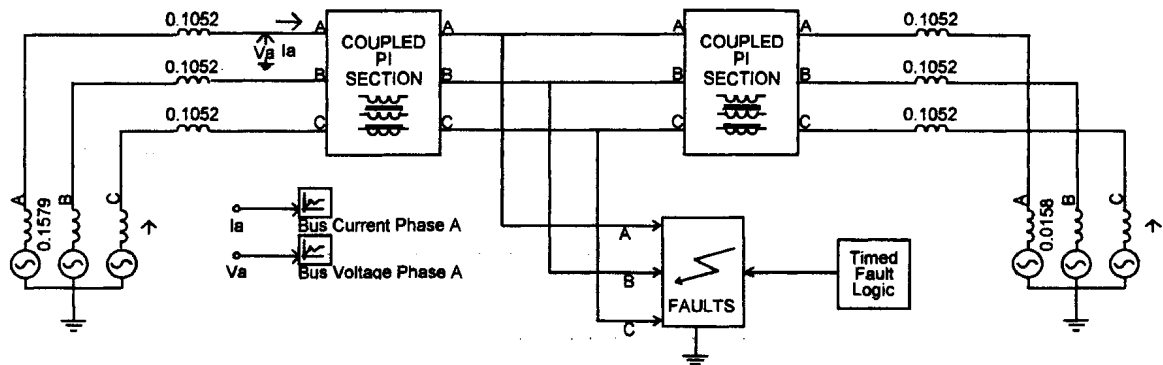 0.1052
A
Va
Ia
0.1052
B
0.1052
C
COUPLED
PI
SECTION
A
B
C
A
B
C
COUPLED
PI
SECTION
A
B
C
0.1052
0.1052
0.1052
A
B
C
0.1579
Ia
Bus Current Phase A
Va
Bus Voltage Phase A
A
B
C
FAULTS
Timed
Fault
Logic
A
B
C
0.0158